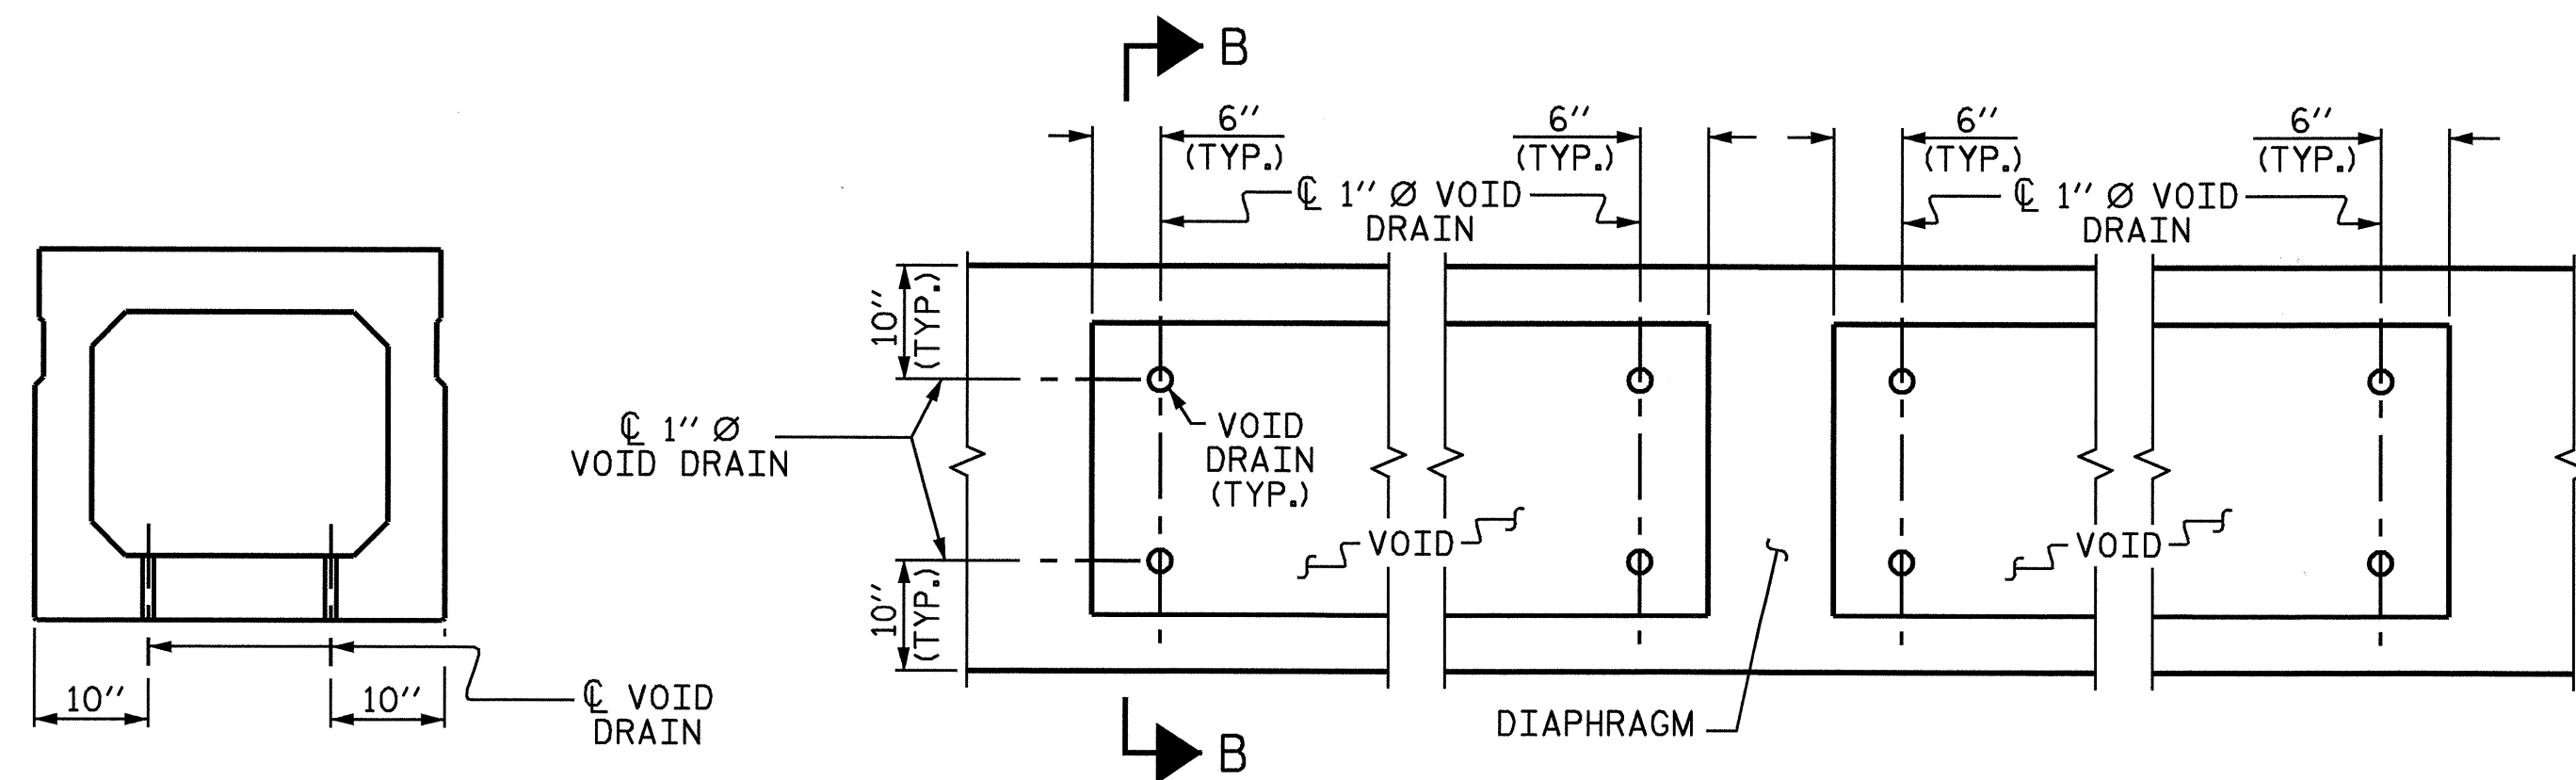 B
6" (TYP.)
6" (TYP.)
6" (TYP.)
6" (TYP.)
℄ 1" Ø VOID
DRAIN
℄ 1" Ø VOID
DRAIN
10"
(TYP.)
℄ 1" Ø
VOID DRAIN
VOID
DRAIN
(TYP.)
VOID
VOID
10"
(TYP.)
10"
10"
℄ VOID
DRAIN
DIAPHRAGM
B